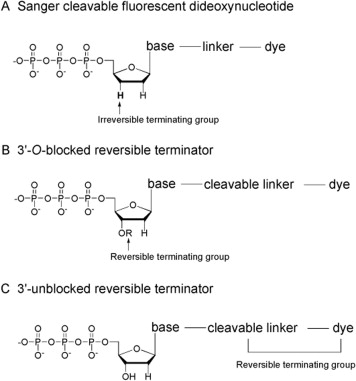 A Sanger cleavable fluorescent dideoxynucleotide
base — linker — dye
O O O
-O-P-O-P-O-P-O
O- O- O-
O
H H
Irreversible terminating group
B 3'-O-blocked reversible terminator
base — cleavable linker — dye
O O O
-O-P-O-P-O-P-O
O- O- O-
O
OR H
Reversible terminating group
C 3'-unblocked reversible terminator
base — cleavable linker — dye
O O O
-O-P-O-P-O-P-O
O- O- O-
O
Reversible terminating group
OH H